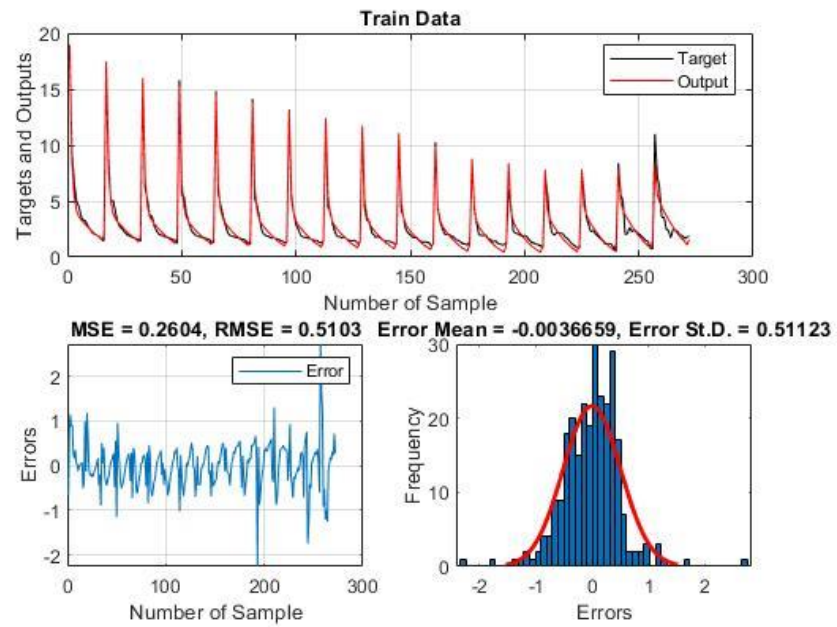 Train Data
Targets and Outputs
20
15
10
5
0
Target
Output
0 50 100 150 200 250 300
Number of Sample
MSE = 0.2604, RMSE = 0.5103 Error Mean = -0.0036659, Error St.D. = 0.51123
Errors
2
1
0
-1
-2
Error
0 100 200 300
Number of Sample
Frequency
30
20
10
0
-2 -1 0 1 2
Errors